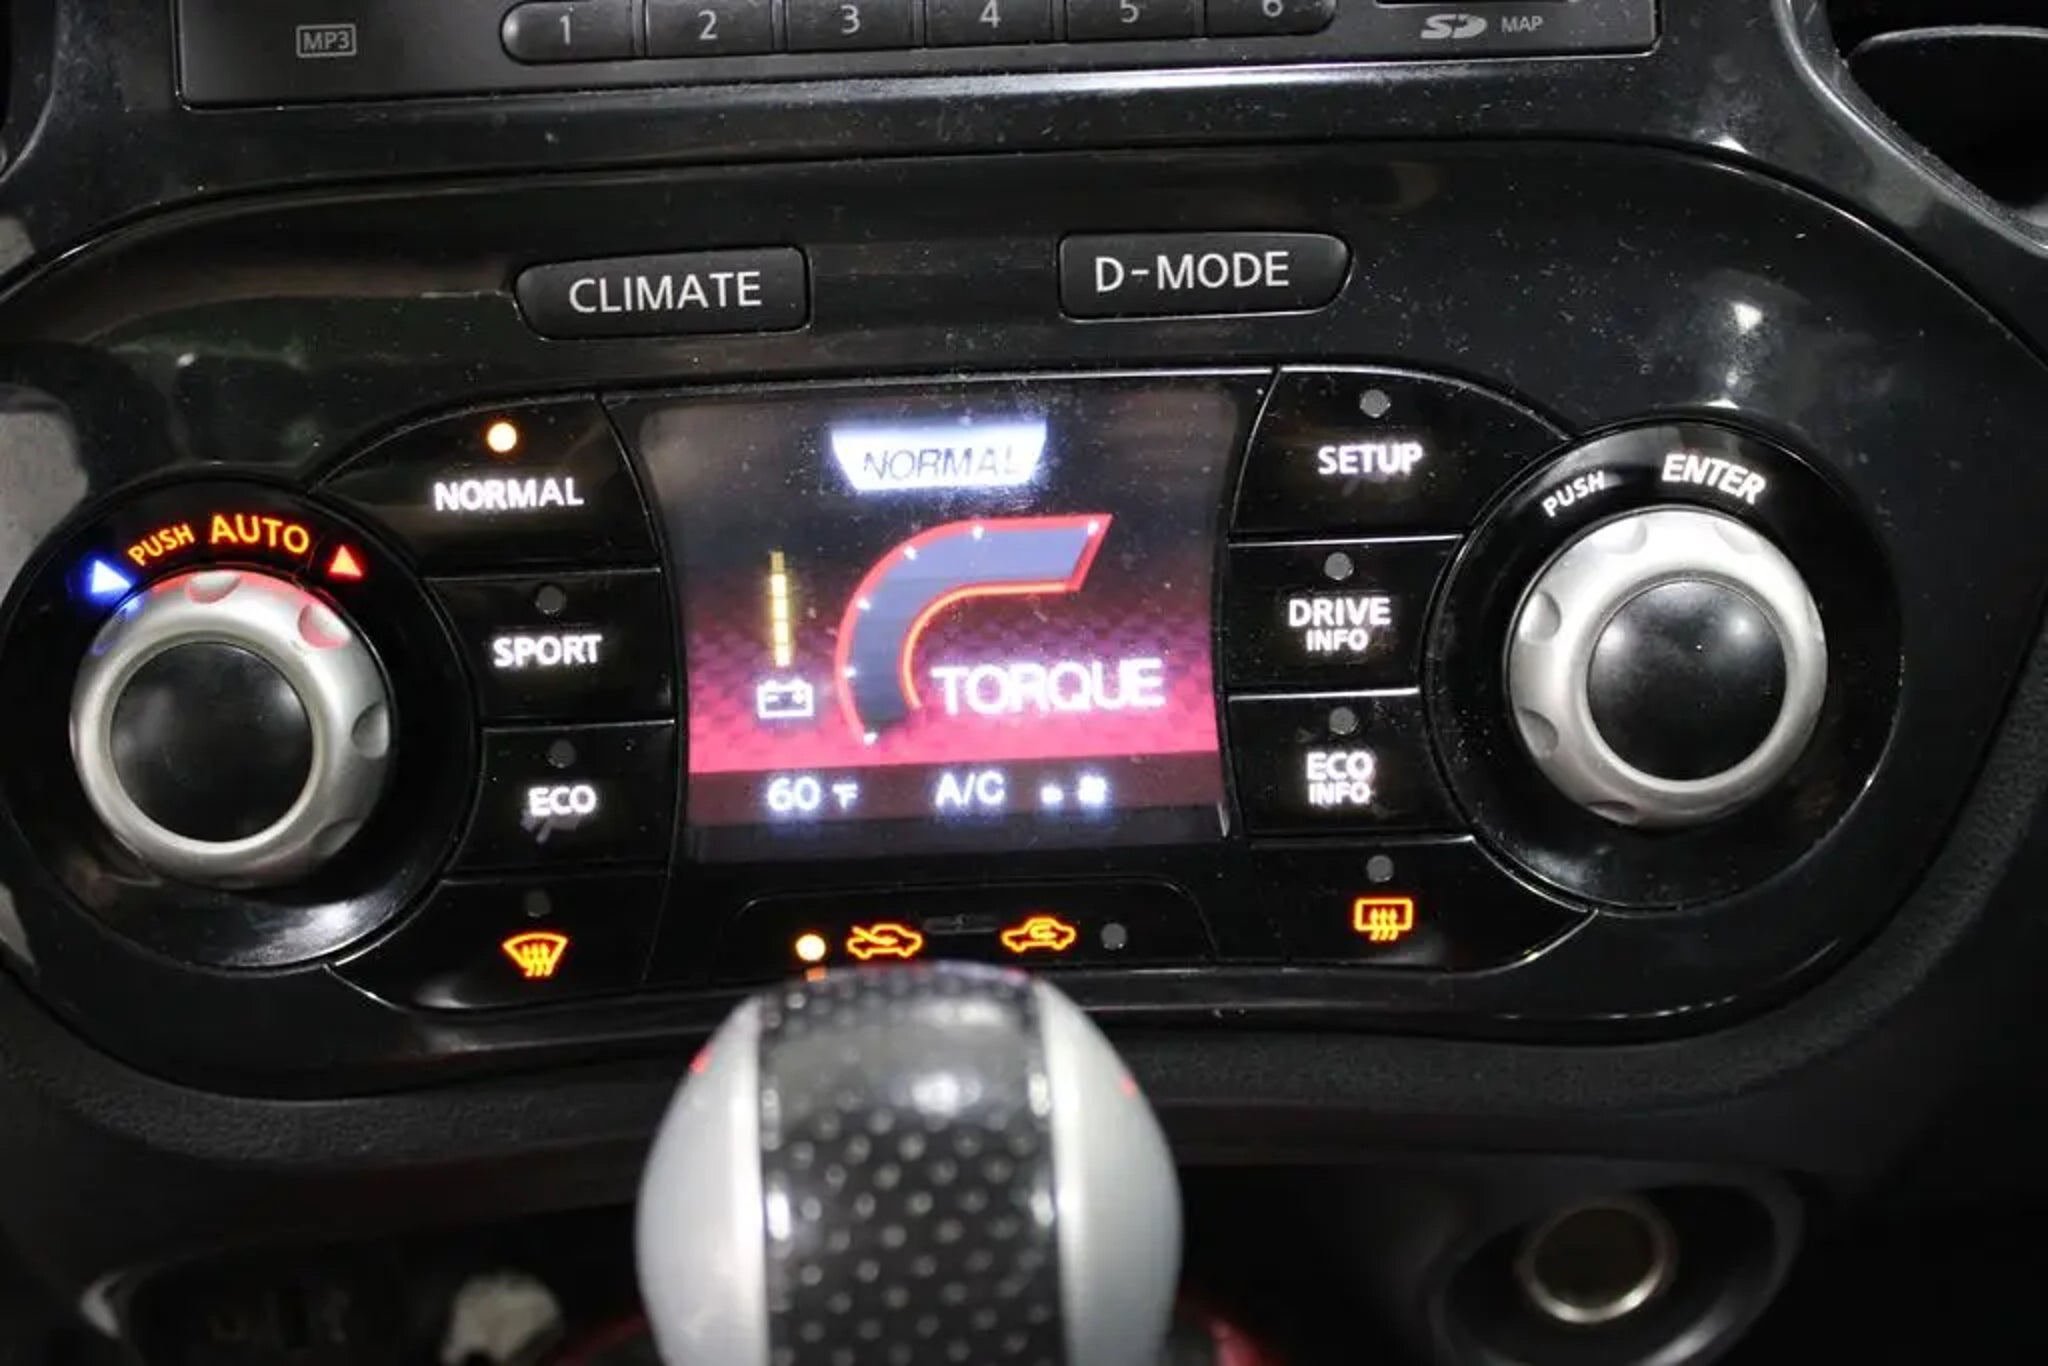 MP3
1 2 3 4 5 6
SD MAP
CLIMATE
D-MODE
NORMAL
SPORT
ECO
PUSH AUTO
NORMAL
TORQUE
60 °F A/C
SETUP
DRIVE
INFO
ECO
INFO
PUSH ENTER